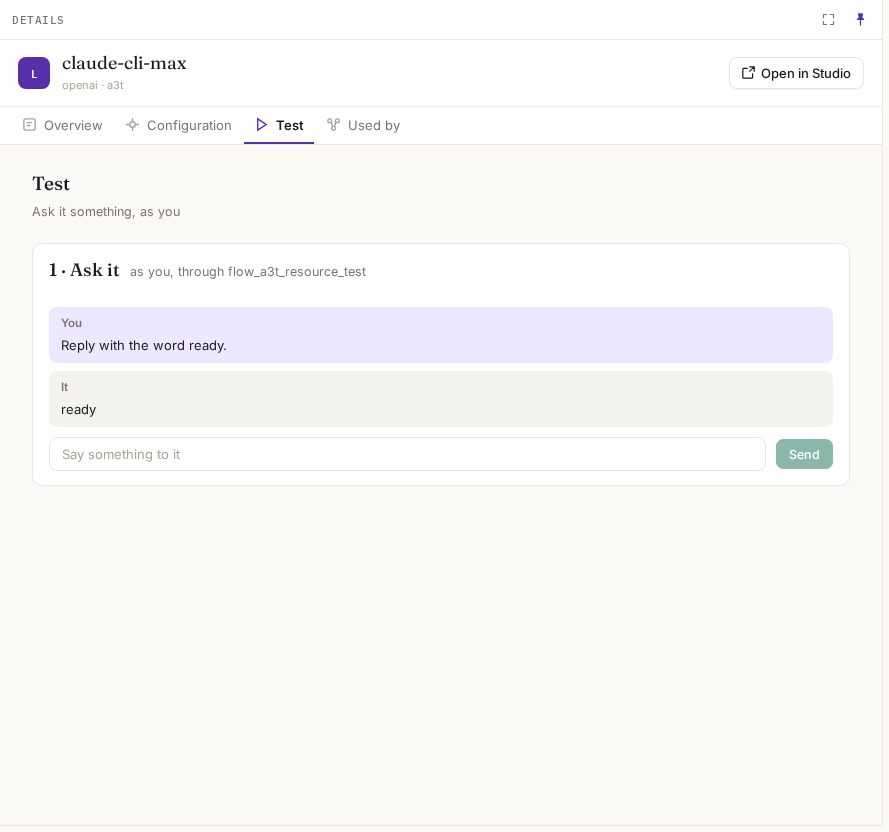 DETAILS
L
claude-cli-max
openai · a3t
Open in Studio
Overview
Configuration
Test
Used by
Test
Ask it something, as you
1 · Ask it as you, through flow_a3t_resource_test
You
Reply with the word ready.
It
ready
Say something to it
Send